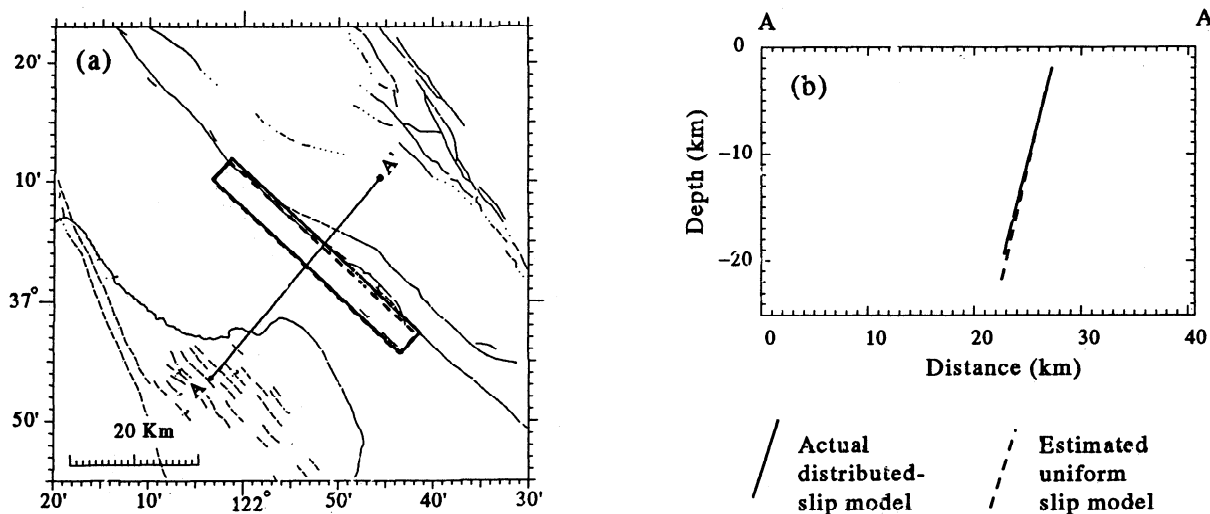 (a)
20'
10'
37°
50'
A'
A
20 Km
20' 10' 122° 50' 40' 30'
A A
(b)
0
-10
-20
Depth (km)
0 10 20 30 40
Distance (km)
Actual
distributed-
slip model
Estimated
uniform
slip model